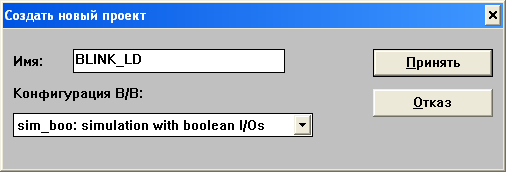 Создать новый проект
Имя: BLINK_LD Принять
Конфигурация В/В: Отказ
sim_boo: simulation with boolean I/Os